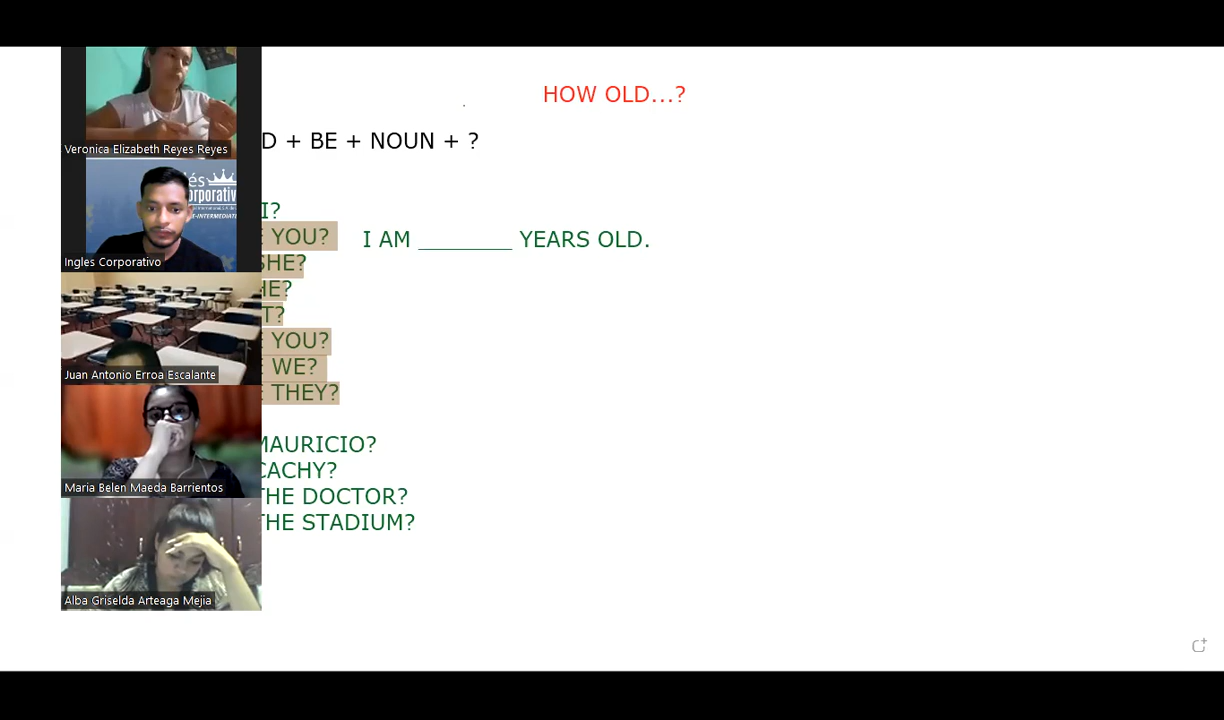 HOW OLD...?
D + BE + NOUN + ?
I?
E YOU?
I AM _______ YEARS OLD.
SHE?
HE?
T?
E YOU?
E WE?
E THEY?
MAURICIO?
CACHY?
THE DOCTOR?
THE STADIUM?
Veronica Elizabeth Reyes Reyes
Ingles Corporativo
Juan Antonio Erroa Escalante
Maria Belen Maeda Barrientos
Alba Griselda Arteaga Mejia